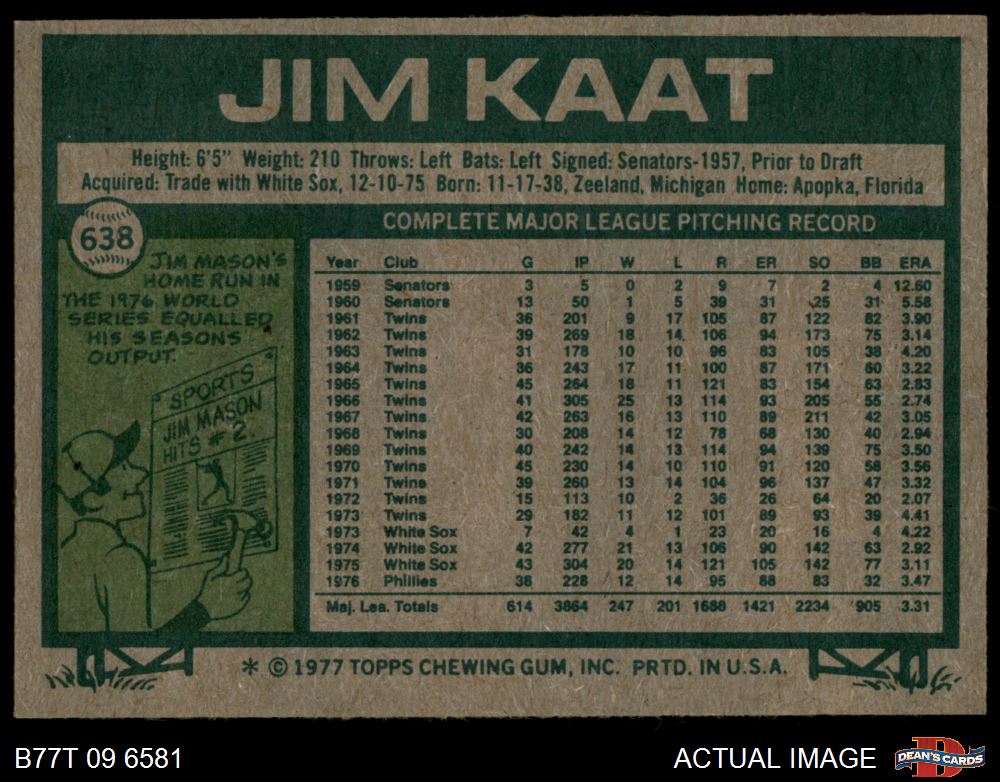 JIM KAAT
Height: 6'5" Weight: 210 Throws: Left Bats: Left Signed: Senators-1957, Prior to Draft
Acquired: Trade with White Sox, 12-10-75 Born: 11-17-38, Zeeland, Michigan Home: Apopka, Florida
638
JIM MASON'S
HOME RUN IN
THE 1976 WORLD
SERIES EQUALLED
HIS SEASONS
OUTPUT.
SPORTS
JIM MASON
HITS #2.
COMPLETE MAJOR LEAGUE PITCHING RECORD
Year Club G IP W L R ER SO BB ERA
1959 Senators 3 5 0 2 9 7 2 4 12.60
1960 Senators 13 50 1 5 39 31 25 31 5.58
1961 Twins 36 201 9 17 105 87 122 82 3.90
1962 Twins 39 269 18 14 106 94 173 75 3.14
1963 Twins 31 178 10 10 96 83 105 38 4.20
1964 Twins 36 243 17 11 100 87 171 60 3.22
1965 Twins 45 264 18 11 121 83 154 63 2.83
1966 Twins 41 305 25 13 114 93 205 55 2.74
1967 Twins 42 263 16 13 110 89 211 42 3.05
1968 Twins 30 208 14 12 78 68 130 40 2.94
1969 Twins 40 242 14 13 114 94 139 75 3.50
1970 Twins 45 230 14 10 110 91 120 58 3.56
1971 Twins 39 260 13 14 104 96 137 47 3.32
1972 Twins 15 113 10 2 36 26 64 20 2.07
1973 Twins 29 182 11 12 101 89 93 39 4.41
1973 White Sox 7 42 4 1 23 20 16 4 4.22
1974 White Sox 42 277 21 13 106 90 142 63 2.92
1975 White Sox 43 304 20 14 121 105 142 77 3.11
1976 Phillies 38 228 12 14 95 88 83 32 3.47
Maj. Lea. Totals 614 3864 247 201 1688 1421 2234 905 3.31
* © 1977 TOPPS CHEWING GUM, INC. PRTD. IN U.S.A.
B77T 09 6581
ACTUAL IMAGE
DEAN'S CARDS